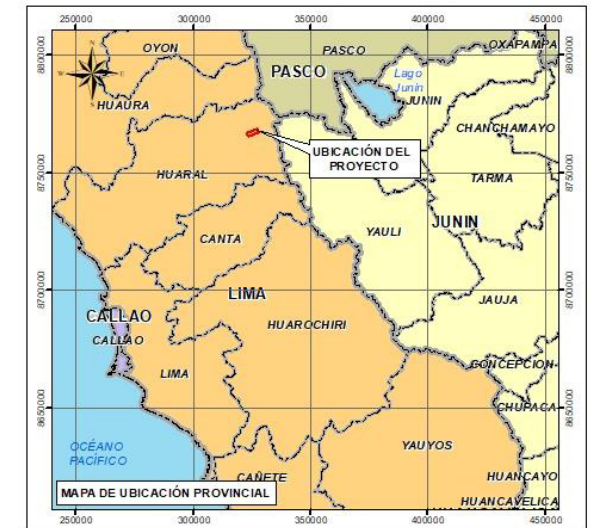 250000 300000 350000 400000 450000
8800000
8800000
OYON
PASCO
OXAPAMPA
PASCO
Lago
Junin
JUNIN
HUAURA
CHANCHAMAYO
UBICACIÓN DEL
PROYECTO
8750000
8750000
HUARAL
TARMA
YAULI
JUNIN
CANTA
8700000
8700000
LIMA
JAUJA
CALLAO
CALLAO
HUAROCHIRI
LIMA
CONCEPCION
8650000
CHUPACA
8650000
OCÉANO
PACÍFICO
YAUYOS
CAÑETE
HUANCAYO
MAPA DE UBICACIÓN PROVINCIAL
HUANCAVELICA
250000 300000 350000 400000 450000